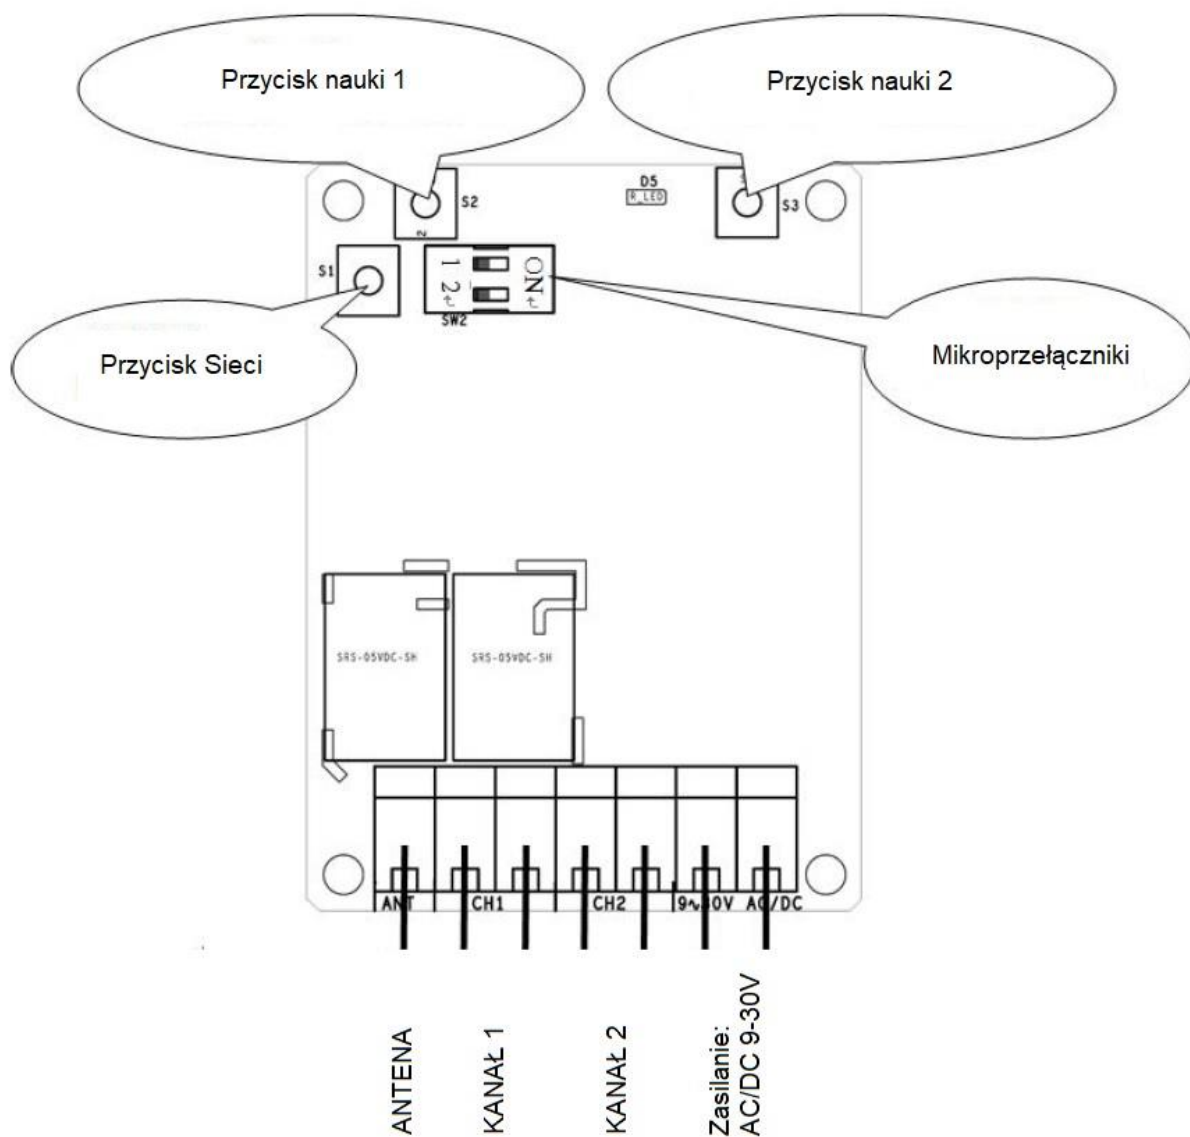 Przycisk nauki 1
Przycisk nauki 2
D5
R_LED
S2
S3
2
S1
1 2
ON
SW2
Przycisk Sieci
Mikroprzełączniki
SRS-05VDC-SH
SRS-05VDC-SH
ANT
CH1
CH2
9~30V AC/DC
ANTENA
KANAŁ 1
KANAŁ 2
Zasilanie:
AC/DC 9-30V